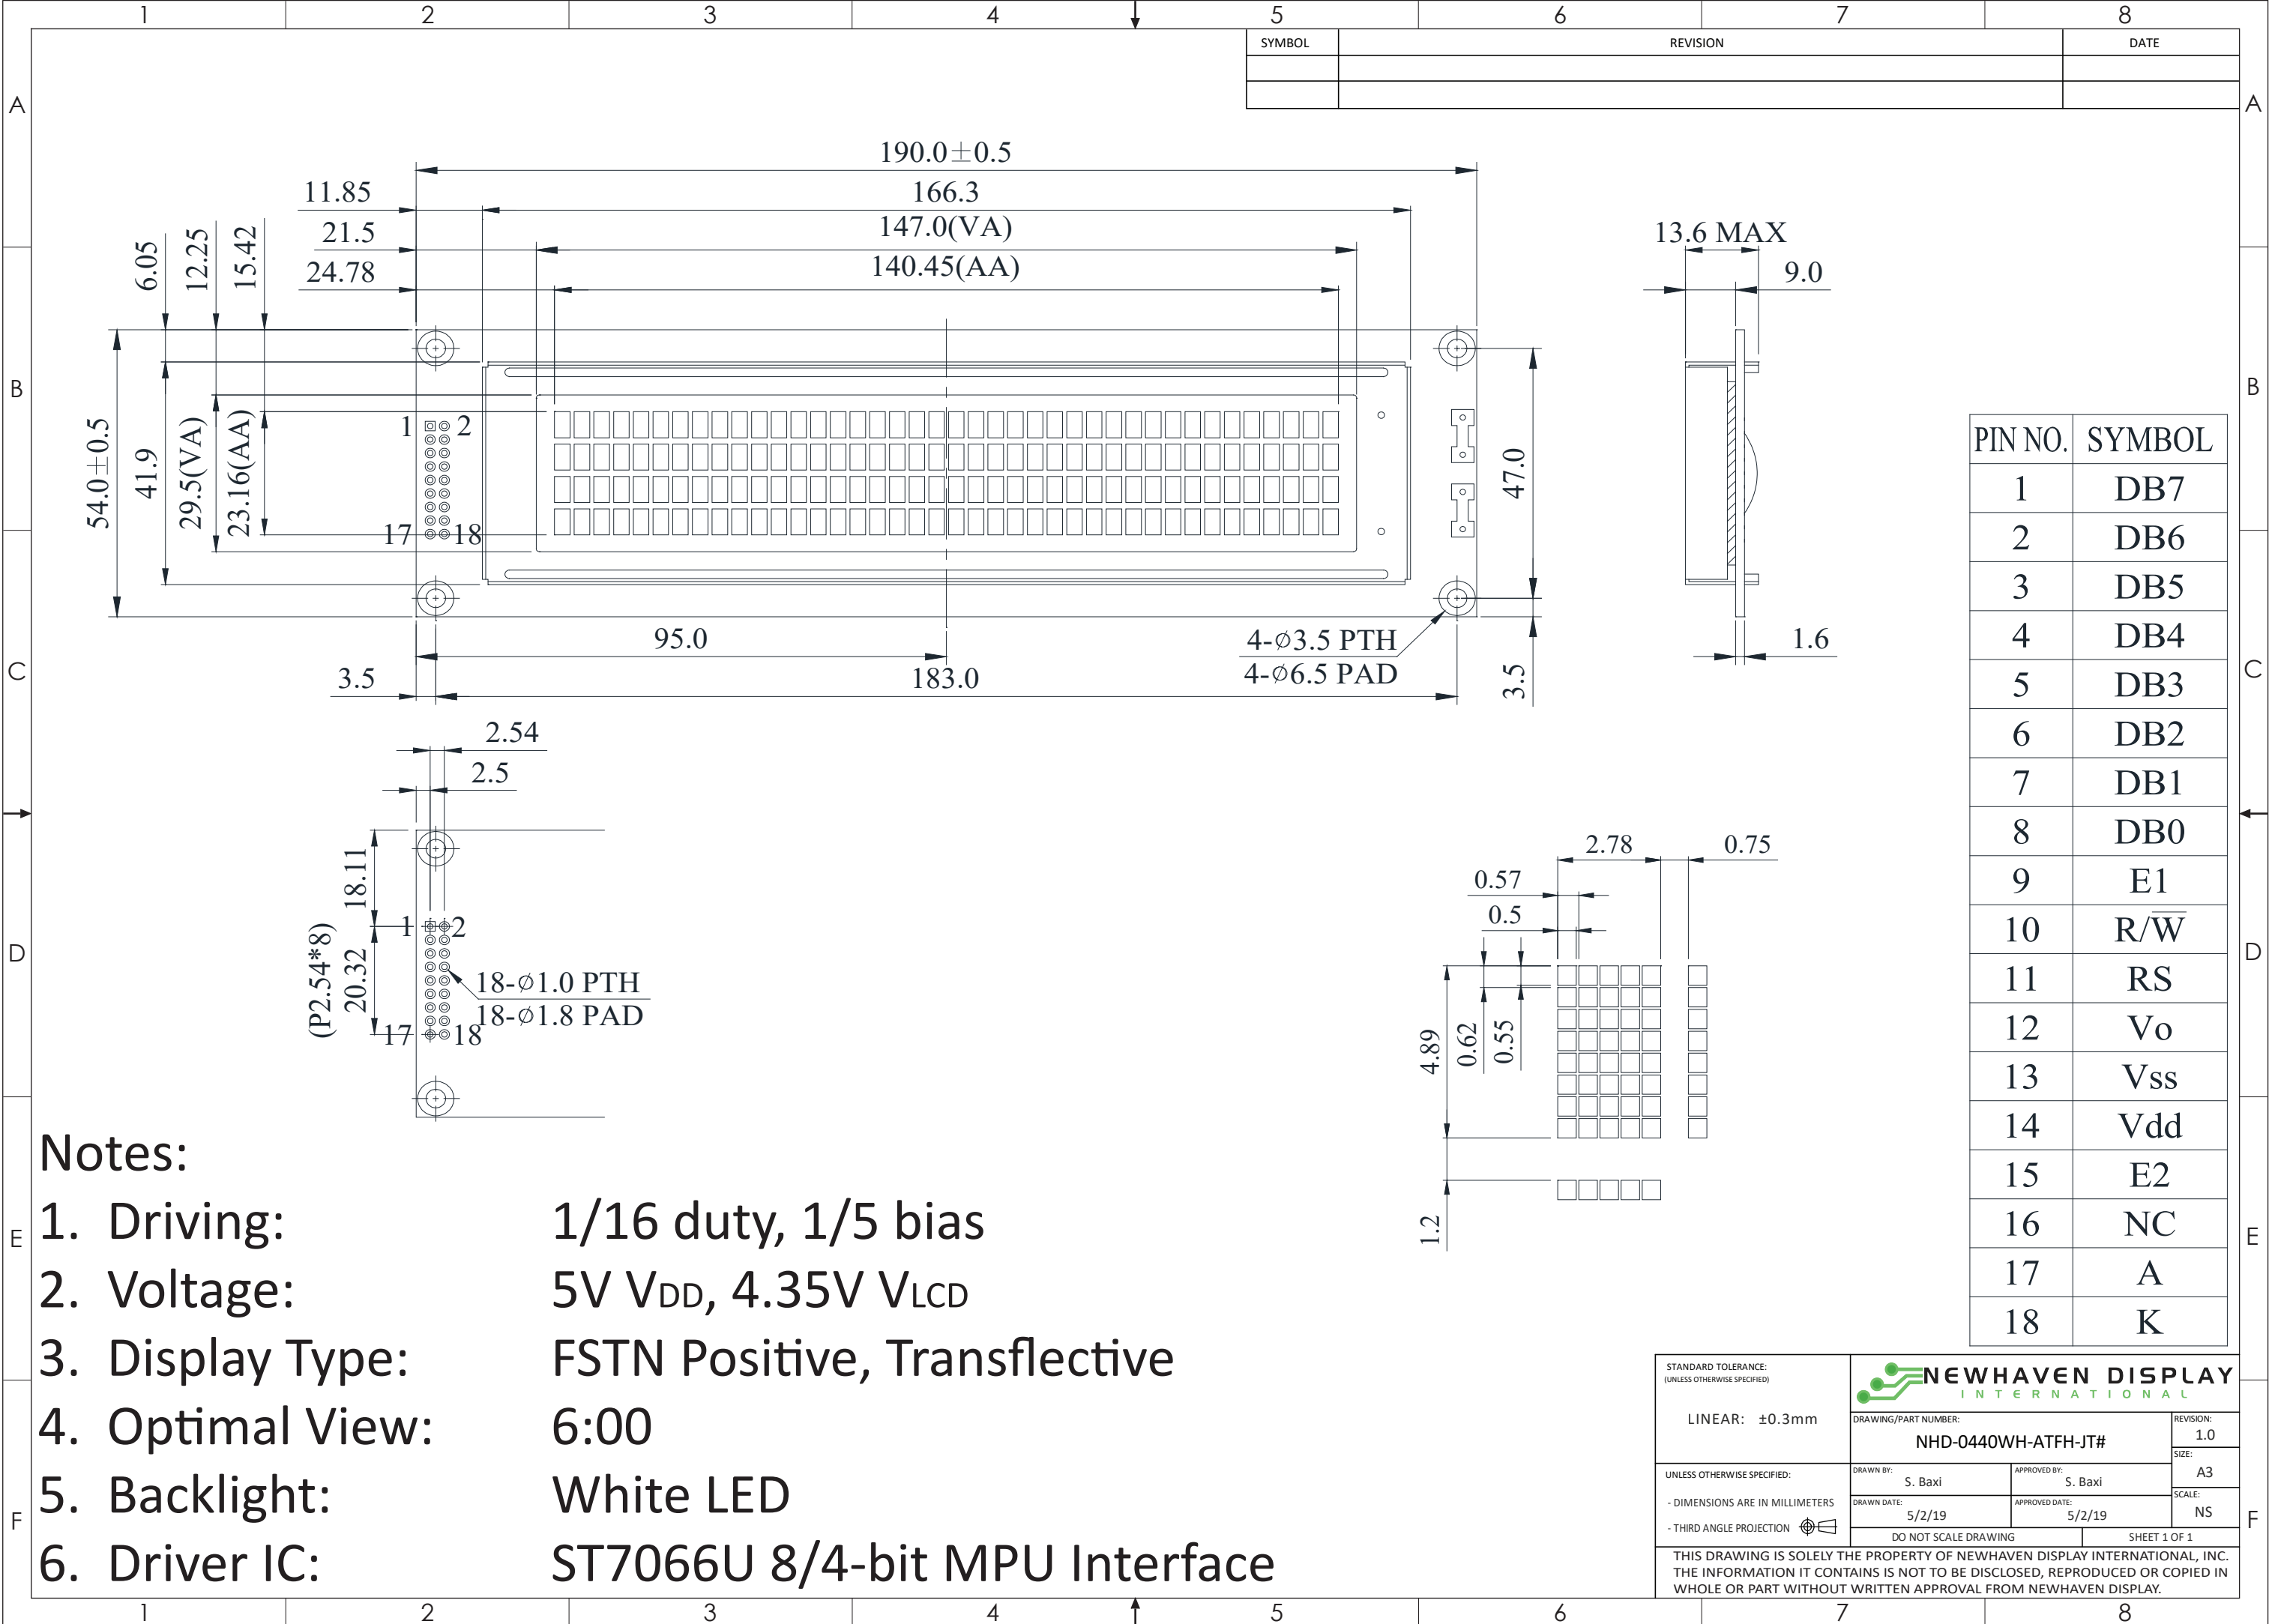 1 2 3 4 5 6 7 8
SYMBOL REVISION DATE
A A
190.0±0.5
11.85 166.3
21.5 147.0(VA)
24.78 140.45(AA)
6.05 12.25 15.42
13.6 MAX
9.0
B B
54.0±0.5
41.9
29.5(VA)
23.16(AA)
1 2
17 18
47.0
3.5
95.0
3.5 183.0
4-⌀3.5 PTH
4-⌀6.5 PAD
1.6
C C
2.54
2.5
18.11
(P2.54*8)
20.32
1 2
17 18
18-⌀1.0 PTH
18-⌀1.8 PAD
2.78 0.75
0.57
0.5
4.89
0.62
0.55
1.2
D D
PIN NO. SYMBOL
1 DB7
2 DB6
3 DB5
4 DB4
5 DB3
6 DB2
7 DB1
8 DB0
9 E1
10 R/W̅
11 RS
12 Vo
13 Vss
14 Vdd
15 E2
16 NC
17 A
18 K
E E
Notes:
1. Driving: 1/16 duty, 1/5 bias
2. Voltage: 5V VDD, 4.35V VLCD
3. Display Type: FSTN Positive, Transflective
4. Optimal View: 6:00
5. Backlight: White LED
6. Driver IC: ST7066U 8/4-bit MPU Interface
F F
STANDARD TOLERANCE:
(UNLESS OTHERWISE SPECIFIED)
LINEAR: ±0.3mm
NEWHAVEN DISPLAY
INTERNATIONAL
DRAWING/PART NUMBER:
NHD-0440WH-ATFH-JT#
REVISION:
1.0
SIZE:
A3
SCALE:
NS
UNLESS OTHERWISE SPECIFIED:
- DIMENSIONS ARE IN MILLIMETERS
- THIRD ANGLE PROJECTION
DRAWN BY:
S. Baxi
APPROVED BY:
S. Baxi
DRAWN DATE:
5/2/19
APPROVED DATE:
5/2/19
DO NOT SCALE DRAWING
SHEET 1 OF 1
THIS DRAWING IS SOLELY THE PROPERTY OF NEWHAVEN DISPLAY INTERNATIONAL, INC.
THE INFORMATION IT CONTAINS IS NOT TO BE DISCLOSED, REPRODUCED OR COPIED IN
WHOLE OR PART WITHOUT WRITTEN APPROVAL FROM NEWHAVEN DISPLAY.
1 2 3 4 5 6 7 8